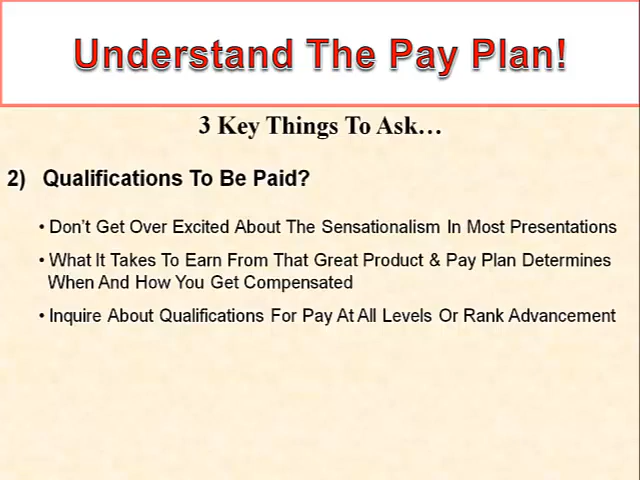 Understand The Pay Plan!
3 Key Things To Ask…
2) Qualifications To Be Paid?
• Don't Get Over Excited About The Sensationalism In Most Presentations
• What It Takes To Earn From That Great Product & Pay Plan Determines
When And How You Get Compensated
• Inquire About Qualifications For Pay At All Levels Or Rank Advancement